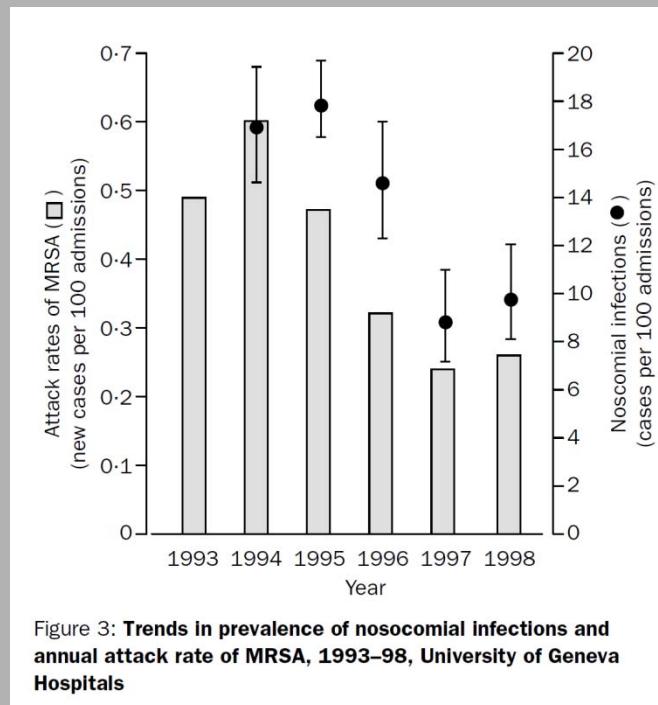 0·7
0·6
0·5
0·4
0·3
0·2
0·1
0
Attack rates of MRSA ( )
(new cases per 100 admissions)
20
18
16
14
12
10
8
6
4
2
0
Noscomial infections ( )
(cases per 100 admissions)
1993 1994 1995 1996 1997 1998
Year
Figure 3: Trends in prevalence of nosocomial infections and
annual attack rate of MRSA, 1993–98, University of Geneva
Hospitals